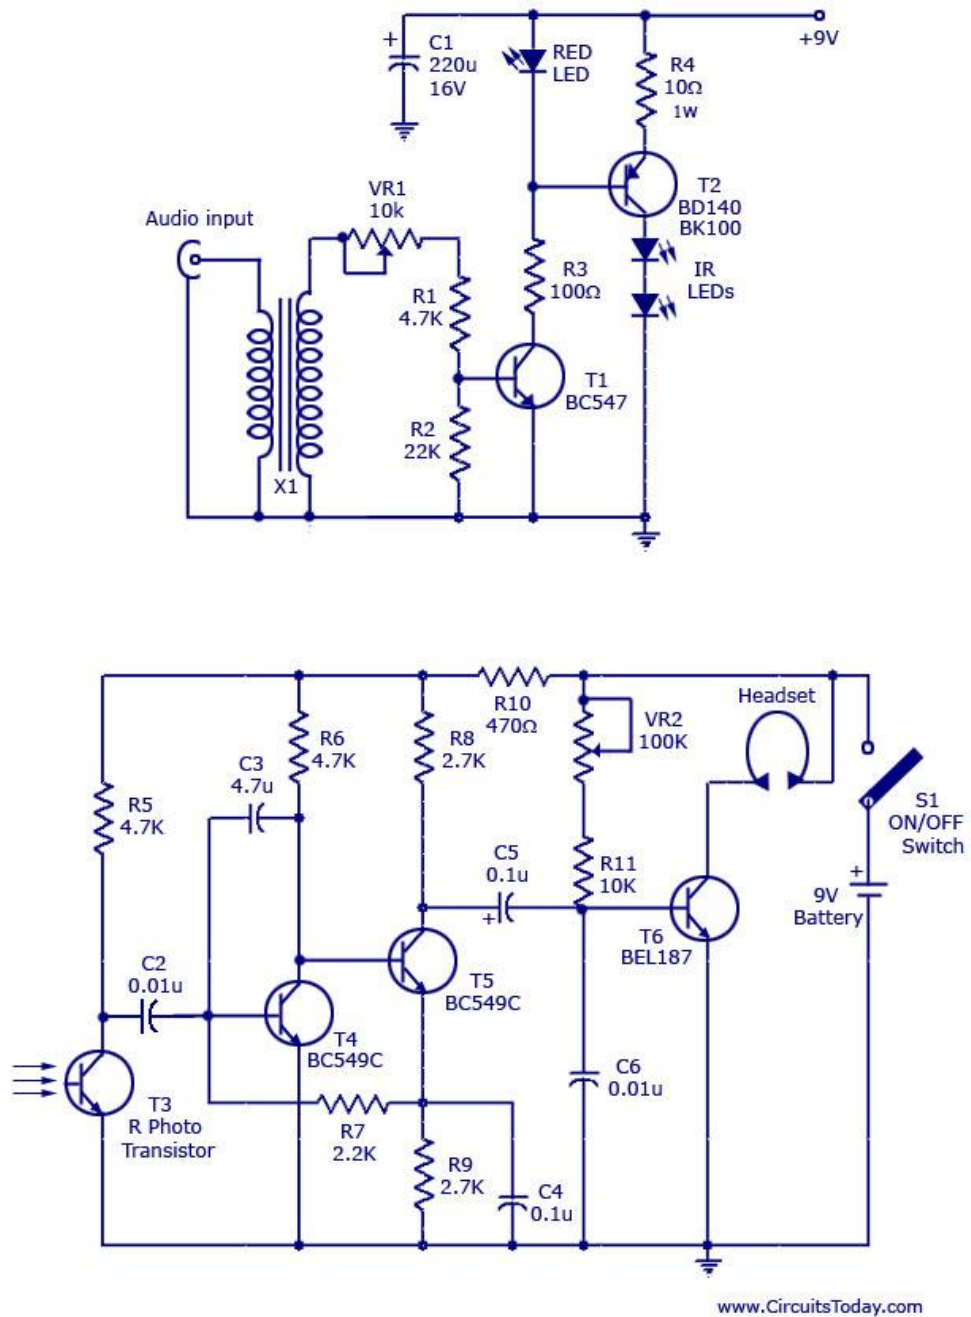 +
C1
220u
16V
RED
LED
+9V
R4
10Ω
1W
T2
BD140
BK100
Audio input
VR1
10k
R3
100Ω
IR
LEDs
R1
4.7K
T1
BC547
R2
22K
X1
R10
470Ω
VR2
100K
Headset
R6
4.7K
R8
2.7K
C3
4.7u
R5
4.7K
S1
ON/OFF
Switch
C5
0.1u
+
R11
10K
+
9V
Battery
T6
BEL187
C2
0.01u
T5
BC549C
T4
BC549C
C6
0.01u
T3
R Photo
Transistor
R7
2.2K
R9
2.7K
C4
0.1u
www.CircuitsToday.com